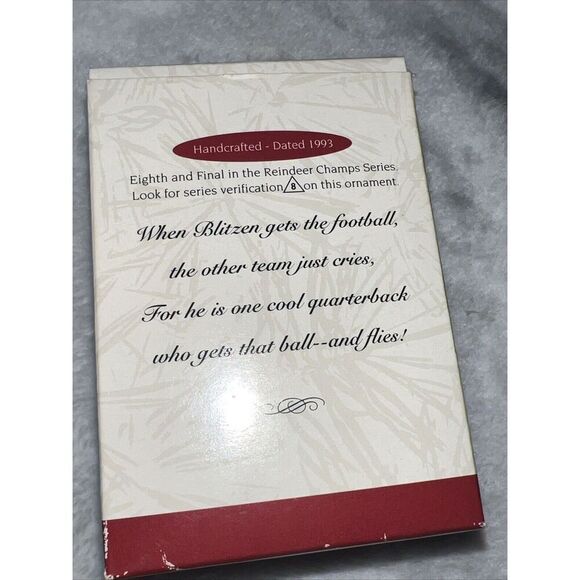 Handcrafted - Dated 1993
Eighth and Final in the Reindeer Champs Series.
Look for series verification 8 on this ornament.
When Blitzen gets the football,
the other team just cries,
For he is one cool quarterback
who gets that ball--and flies!